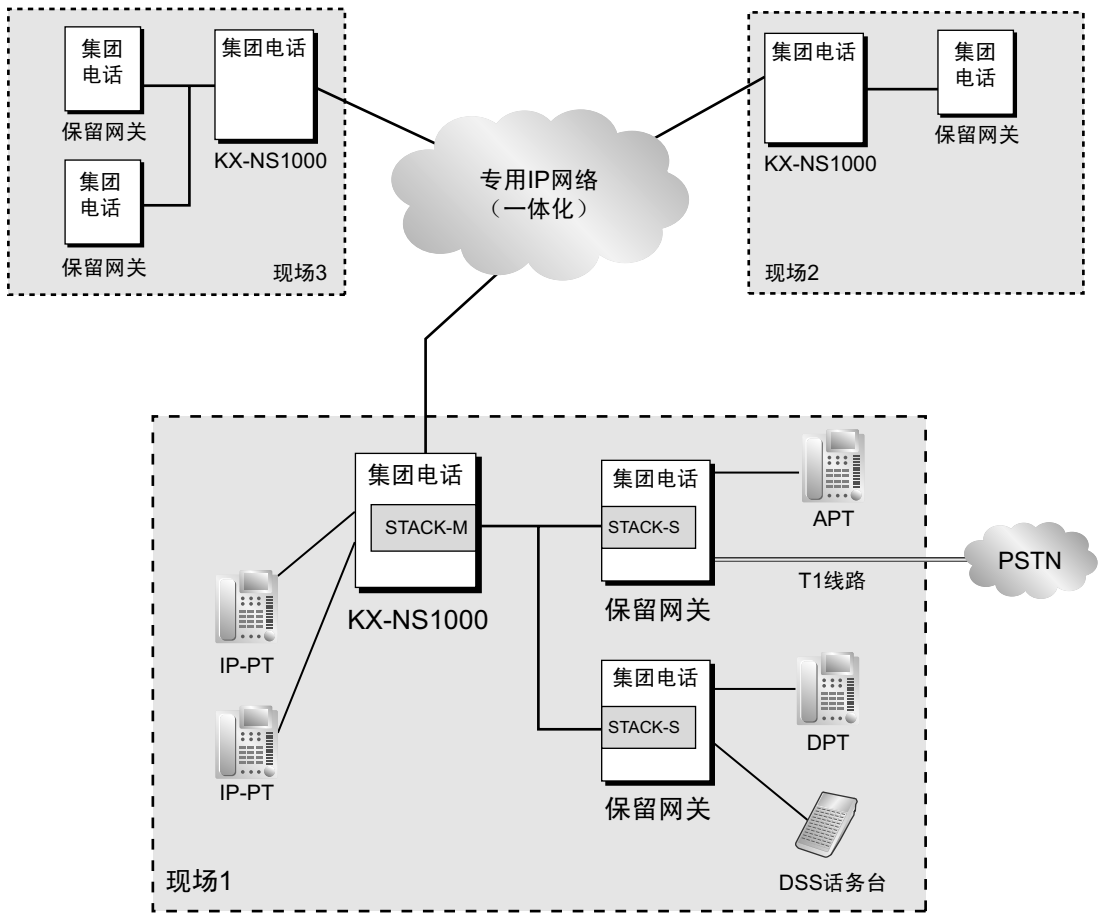 集团
电话
保留网关
集团
电话
保留网关
集团电话
KX-NS1000
现场3
专用IP网络
（一体化）
集团电话
KX-NS1000
集团
电话
保留网关
现场2
集团电话
STACK-M
KX-NS1000
IP-PT
IP-PT
集团电话
STACK-S
保留网关
APT
T1线路
PSTN
集团电话
STACK-S
保留网关
DPT
DSS话务台
现场1